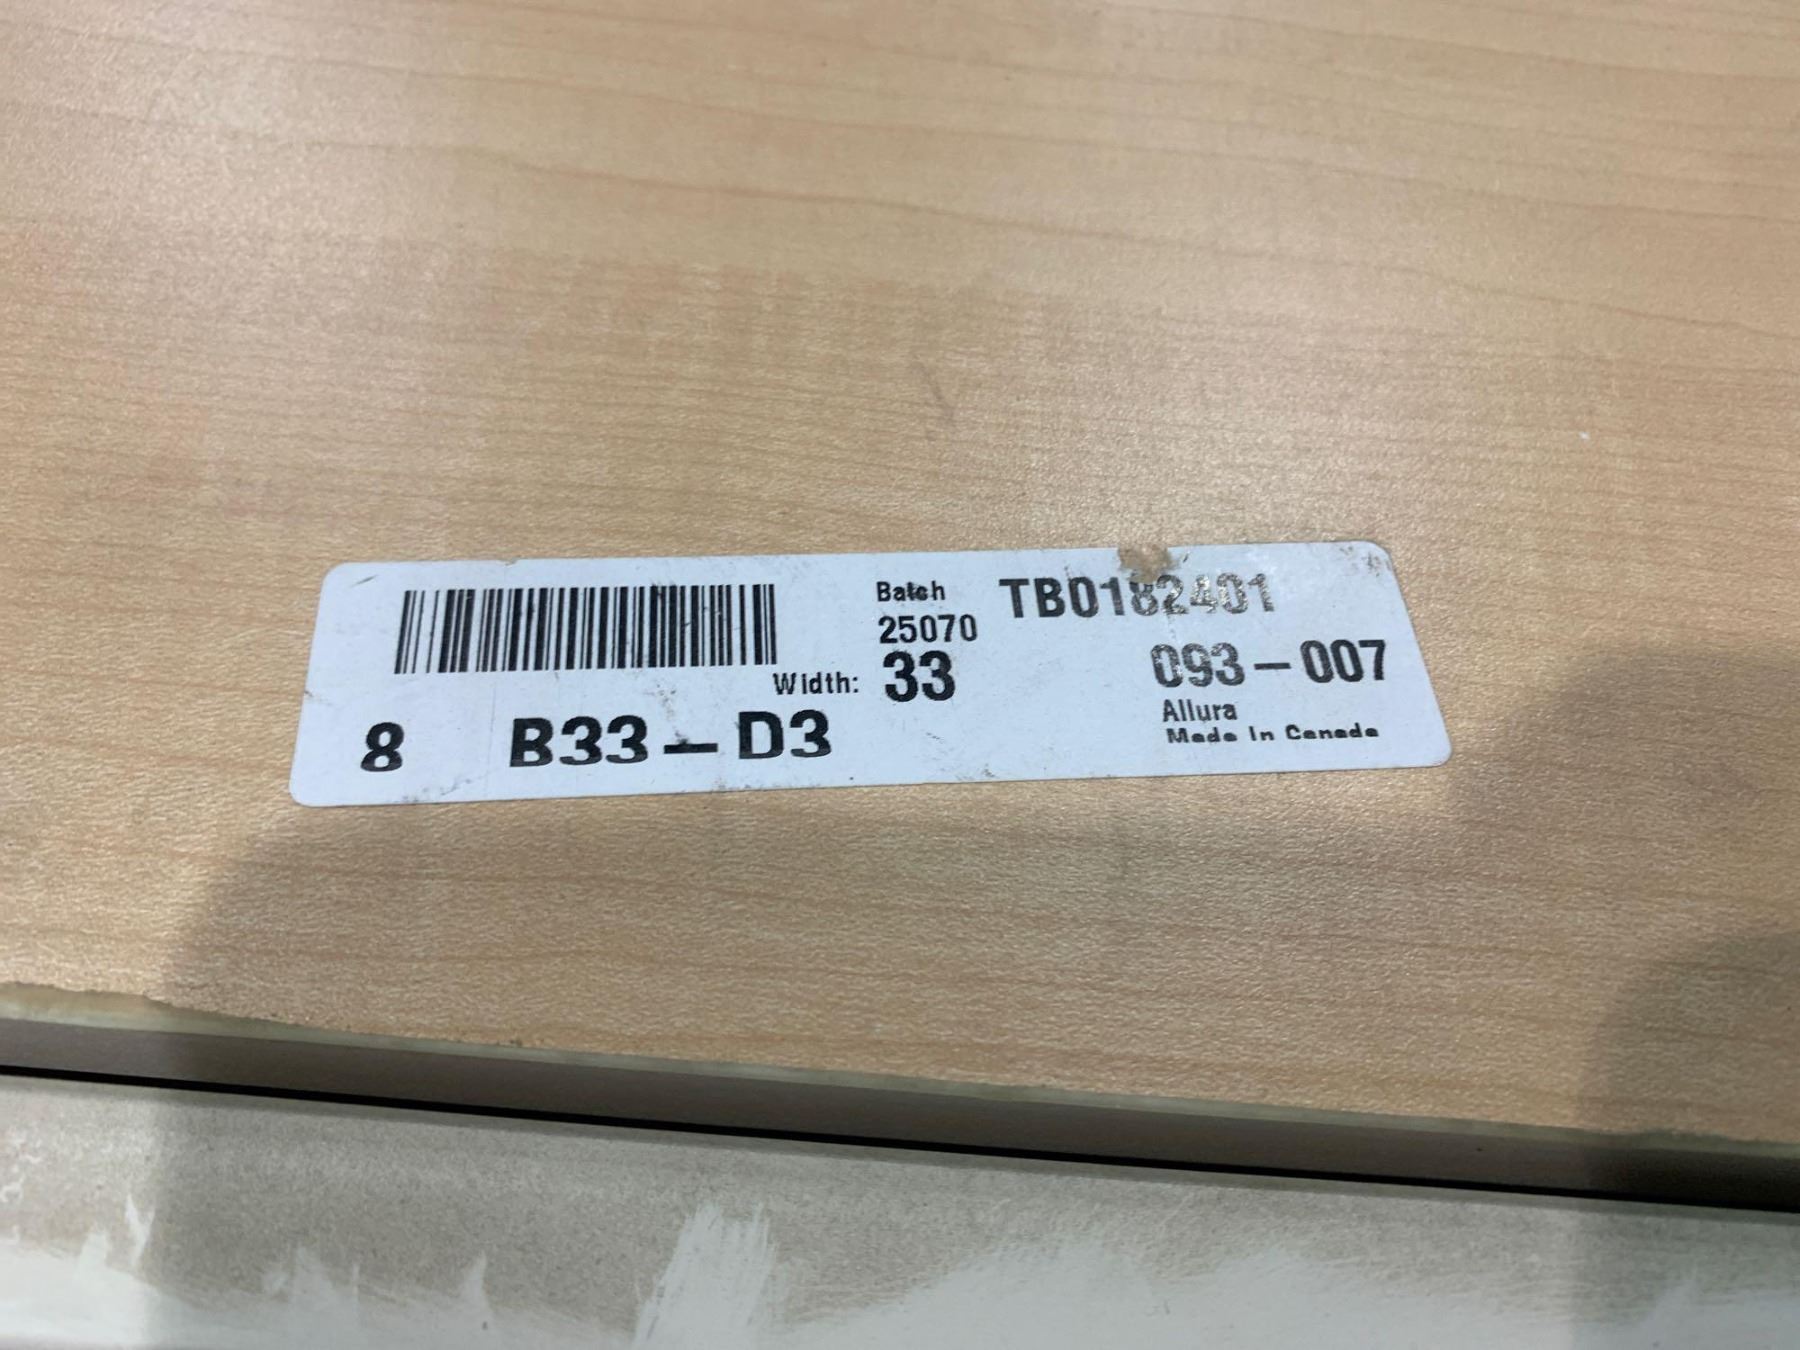 Batch TB0182401
25070
Width: 33 093-007
8 B33-D3 Allura
Made In Canada